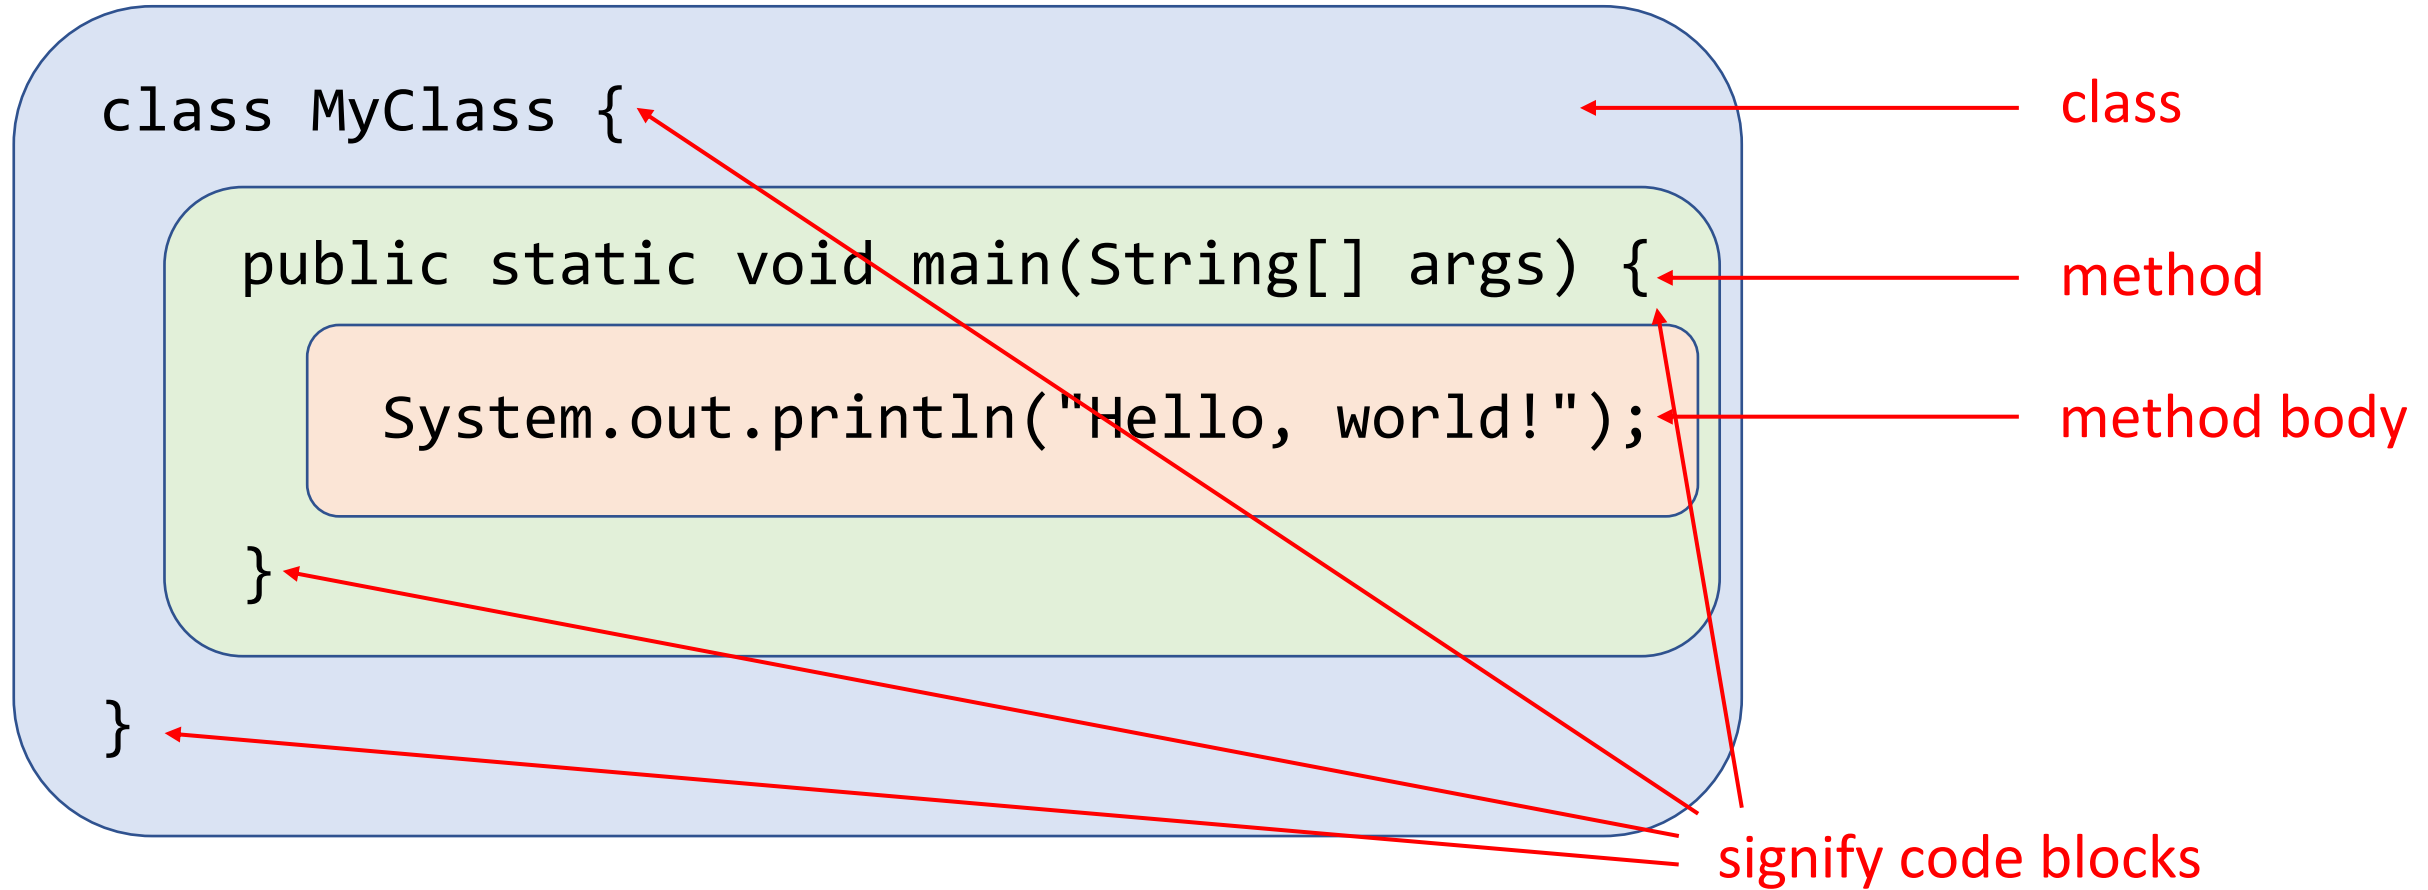 class MyClass {
class
public static void main(String[] args) {
method
System.out.println("Hello, world!");
method body
}
}
signify code blocks